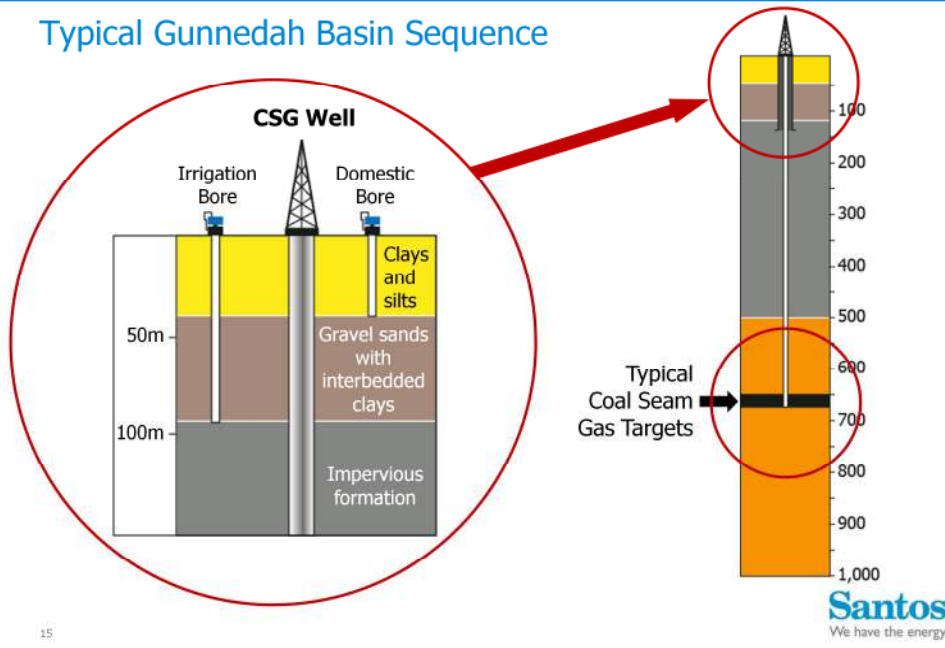 Typical Gunnedah Basin Sequence
CSG Well
Irrigation
Bore
Domestic
Bore
Clays
and
silts
50m
Gravel sands
with
interbedded
clays
100m
Impervious
formation
100
200
300
400
500
600
Typical
Coal Seam
Gas Targets
700
800
900
1,000
Santos
We have the energy
15